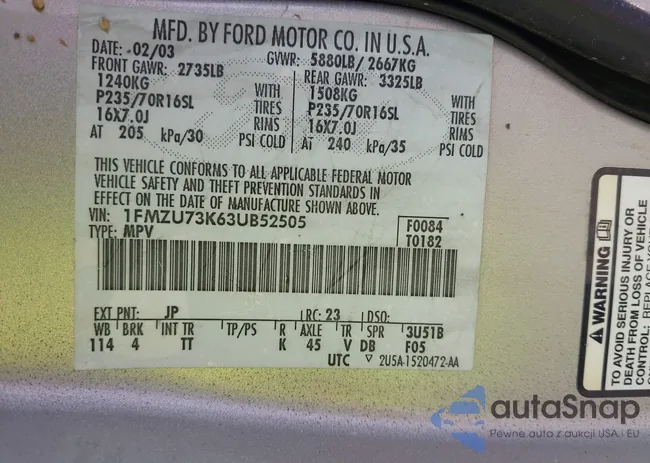 MFD. BY FORD MOTOR CO. IN U.S.A.
DATE: 02/03 GVWR: 5880LB/ 2667KG
FRONT GAWR: 2735LB REAR GAWR: 3325LB
1240KG WITH 1508KG WITH
P235/70R16SL TIRES P235/70R16SL TIRES
16X7.0J RIMS 16X7.0J RIMS
AT 205 kPa/30 PSI COLD AT 240 kPa/35 PSI COLD
THIS VEHICLE CONFORMS TO ALL APPLICABLE FEDERAL MOTOR
VEHICLE SAFETY AND THEFT PREVENTION STANDARDS IN
EFFECT ON THE DATE OF MANUFACTURE SHOWN ABOVE.
VIN: 1FMZU73K63UB52505 F0084
TYPE: MPV T0182
EXT PNT: JP RC: 23 DSO:
WB BRK INT TR TP/PS R AXLE TR SPR 3U51B
114 4 TT K 45 V DB F05
UTC 2U5A-1520472-AA
WARNING
TO AVOID SERIOUS INJURY OR
DEATH FROM LOSS OF VEHICLE
CONTROL: REPLACE
autaSnap
Pewne auta z aukcji USA i EU